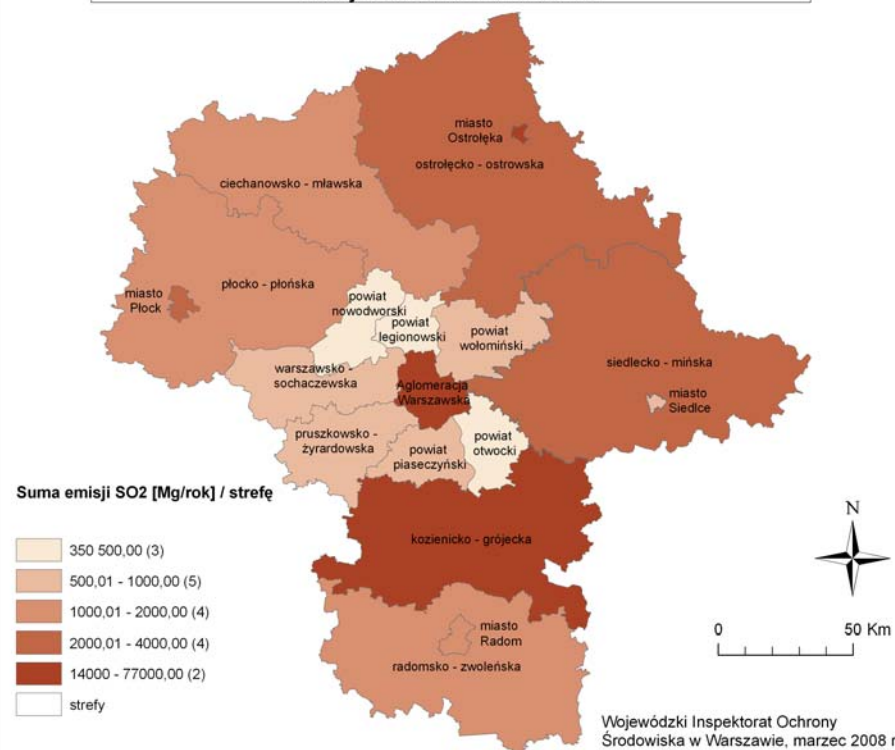 miasto
Ostrołęka
ostrołęcko - ostrowska
ciechanowsko - mławska
płocko - płońska
miasto
Płock
powiat
nowodworski
powiat
legionowski
powiat
wołomiński
siedlecko - mińska
miasto
Siedlce
warszawsko -
sochaczewska
Aglomeracja
Warszawska
pruszkowsko -
żyrardowska
powiat
piaseczyński
powiat
otwocki
kozienicko - grójecka
miasto
Radom
radomsko - zwoleńska
Suma emisji SO2 [Mg/rok] / strefę
350 500,00 (3)
500,01 - 1000,00 (5)
1000,01 - 2000,00 (4)
2000,01 - 4000,00 (4)
14000 - 77000,00 (2)
strefy
N
0 50 Km
Wojewódzki Inspektorat Ochrony
Środowiska w Warszawie, marzec 2008 r